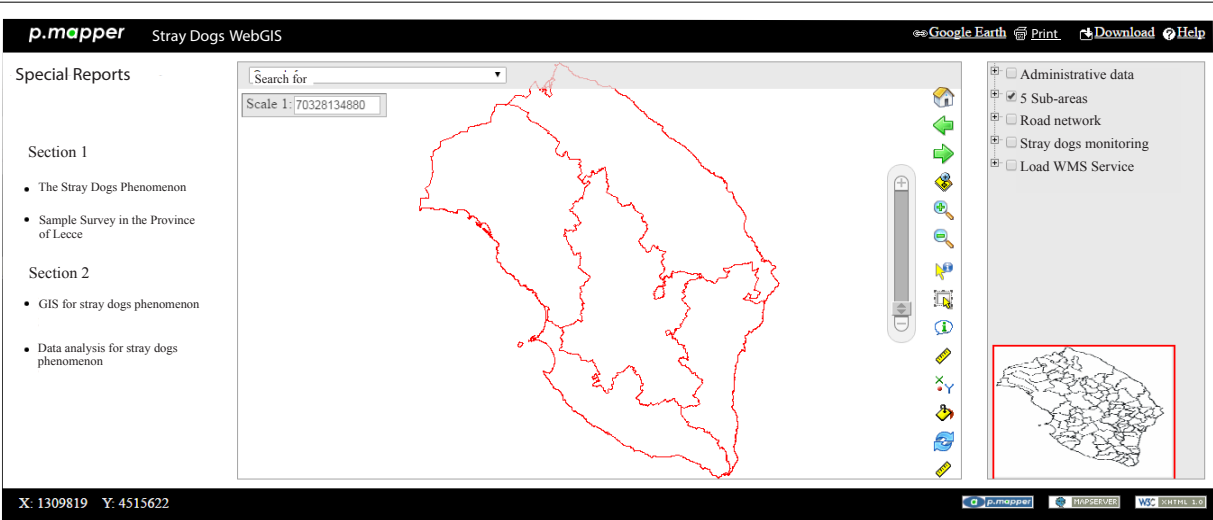 p.mapper Stray Dogs WebGIS
Google Earth Print Download Help
Special Reports
Section 1
The Stray Dogs Phenomenon
Sample Survey in the Province
of Lecce
Section 2
GIS for stray dogs phenomenon
Data analysis for stray dogs
phenomenon
Search for
Scale 1: 70328134880
X
Y
Administrative data
5 Sub-areas
Road network
Stray dogs monitoring
Load WMS Service
X: 1309819 Y: 4515622
p.mapper MAPSERVER W3C XHTML 1.0